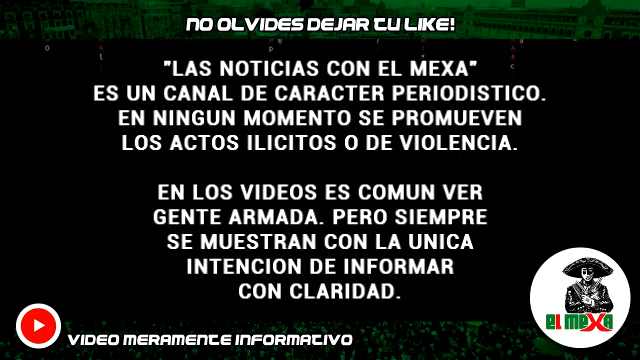 NO OLVIDES DEJAR TU LIKE!
"LAS NOTICIAS CON EL MEXA"
ES UN CANAL DE CARACTER PERIODISTICO.
EN NINGUN MOMENTO SE PROMUEVEN
LOS ACTOS ILICITOS O DE VIOLENCIA.
EN LOS VIDEOS ES COMUN VER
GENTE ARMADA. PERO SIEMPRE
SE MUESTRAN CON LA UNICA
INTENCION DE INFORMAR
CON CLARIDAD.
EL MEXA
VIDEO MERAMENTE INFORMATIVO